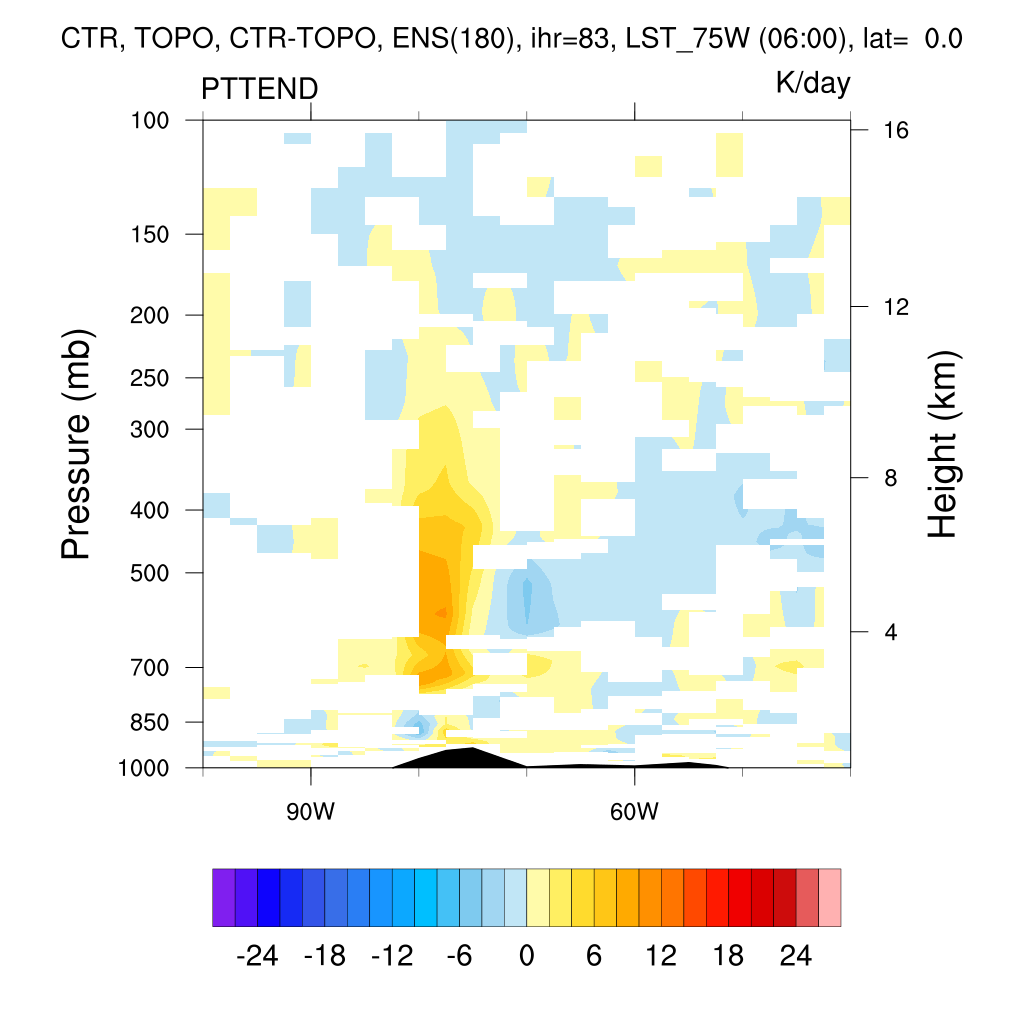 CTR, TOPO, CTR-TOPO, ENS(180), ihr=83, LST_75W (06:00), lat=  0.0
PTTEND K/day
100
150
200
250
300
400
500
700
850
1000
Pressure (mb)
16
12
8
4
Height (km)
90W 60W
-24 -18 -12 -6 0 6 12 18 24